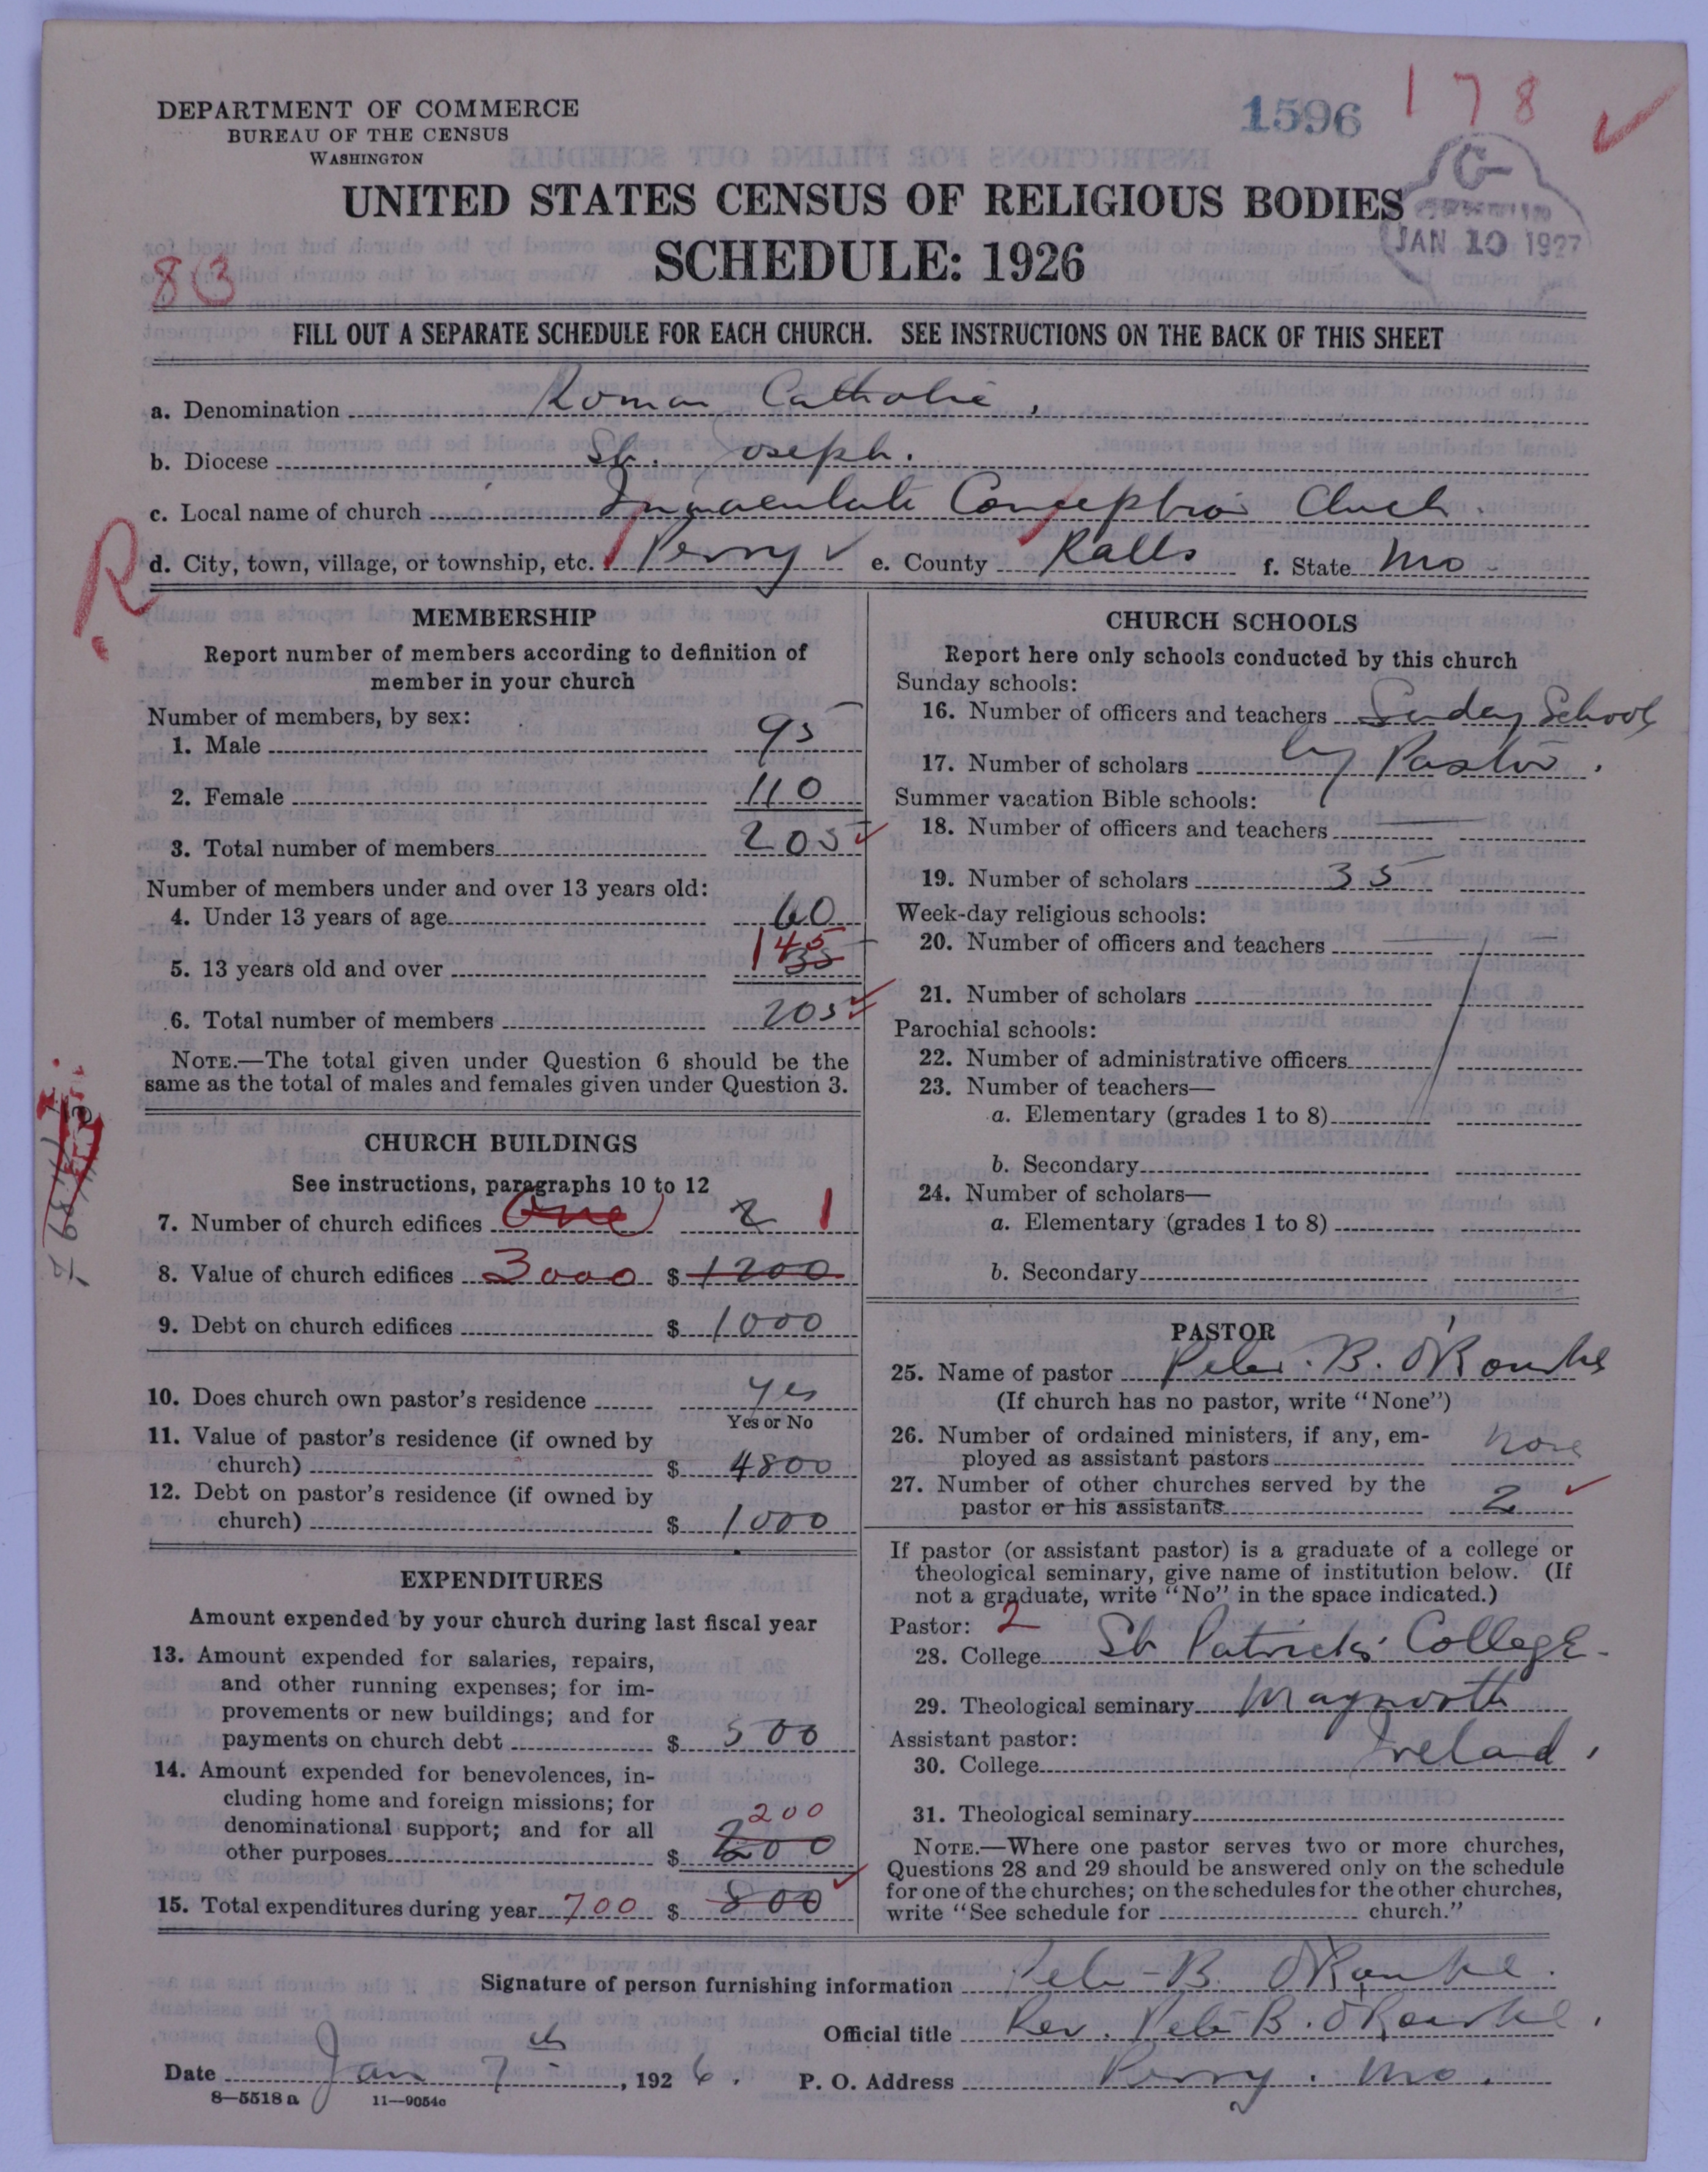 DEPARTMENT OF COMMERCE
BUREAU OF THE CENSUS
WASHINGTON
1596
178
JAN 10 1927
UNITED STATES CENSUS OF RELIGIOUS BODIES
SCHEDULE: 1926
83
FILL OUT A SEPARATE SCHEDULE FOR EACH CHURCH. SEE INSTRUCTIONS ON THE BACK OF THIS SHEET
a. Denomination Roman Catholic.
b. Diocese St. Joseph.
c. Local name of church Immaculate Conception Church.
R
d. City, town, village, or township, etc. Perry e. County Ralls f. State Mo
MEMBERSHIP
Report number of members according to definition of
member in your church
Number of members, by sex:
1. Male 95
2. Female 110
3. Total number of members 205
Number of members under and over 13 years old:
4. Under 13 years of age 60
5. 13 years old and over 145
6. Total number of members 205
NOTE.—The total given under Question 6 should be the
same as the total of males and females given under Question 3.
CHURCH BUILDINGS
See instructions, paragraphs 10 to 12
7. Number of church edifices One 2 1
8. Value of church edifices 3000 $ 1200
9. Debt on church edifices $ 1000
10. Does church own pastor's residence Yes
Yes or No
11. Value of pastor's residence (if owned by
church) $ 4800
12. Debt on pastor's residence (if owned by
church) $ 1000
EXPENDITURES
Amount expended by your church during last fiscal year
13. Amount expended for salaries, repairs,
and other running expenses; for im-
provements or new buildings; and for
payments on church debt $ 500
14. Amount expended for benevolences, in-
cluding home and foreign missions; for
denominational support; and for all
200
other purposes $ 200
15. Total expenditures during year 700 $ 800
CHURCH SCHOOLS
Report here only schools conducted by this church
Sunday schools:
16. Number of officers and teachers Sunday School
17. Number of scholars by Pastor.
Summer vacation Bible schools:
18. Number of officers and teachers
19. Number of scholars 35
Week-day religious schools:
20. Number of officers and teachers
21. Number of scholars
Parochial schools:
22. Number of administrative officers
23. Number of teachers—
a. Elementary (grades 1 to 8)
b. Secondary
24. Number of scholars—
a. Elementary (grades 1 to 8)
b. Secondary
PASTOR
25. Name of pastor Peter. B. O'Rourke
(If church has no pastor, write "None")
26. Number of ordained ministers, if any, em-
ployed as assistant pastors none
27. Number of other churches served by the
pastor or his assistants 2
If pastor (or assistant pastor) is a graduate of a college or
theological seminary, give name of institution below. (If
not a graduate, write "No" in the space indicated.)
Pastor: 2
28. College St Patricks College
29. Theological seminary Maynooth
Assistant pastor: Ireland.
30. College
31. Theological seminary
NOTE.—Where one pastor serves two or more churches,
Questions 28 and 29 should be answered only on the schedule
for one of the churches; on the schedules for the other churches,
write "See schedule for church."
Signature of person furnishing information Peter B. O'Rourke.
Official title Rev. Peter B. O'Rourke.
Date Jan 7th, 1926. P. O. Address Perry. Mo.
8—5518a 11—9054c